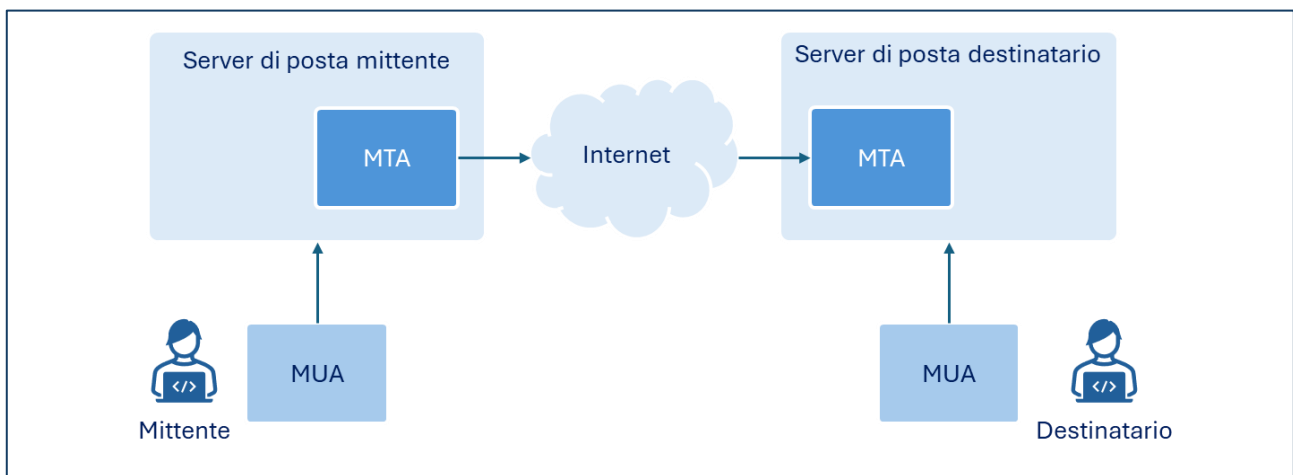 Server di posta mittente
Server di posta destinatario
MTA
Internet
MTA
MUA
MUA
</>
</>
Mittente
Destinatario